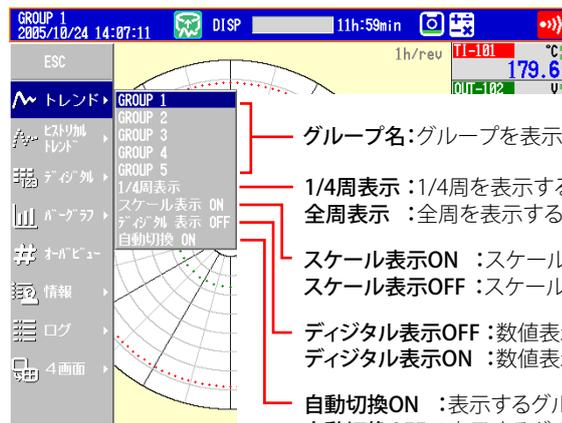 GROUP 1
2005/10/24 14:07:11 DISP 11h:59min
ESC
1h/rev
TI-101 ℃
179.6
OUT-102 V
トレンド
ヒストリカル
トレンド
ディジタル
バーグラフ
オーバビュー
情報
ログ
4画面
GROUP 1
GROUP 2
GROUP 3
GROUP 4
GROUP 5
1/4周表示
スケール表示 ON
ディジタル 表示 OFF
自動切換 ON
グループ名:グループを表示
1/4周表示:1/4周を表示する
全周表示 :全周を表示する
スケール表示ON :スケール
スケール表示OFF:スケール
ディジタル表示OFF:数値表
ディジタル表示ON :数値表
自動切換ON :表示するグル